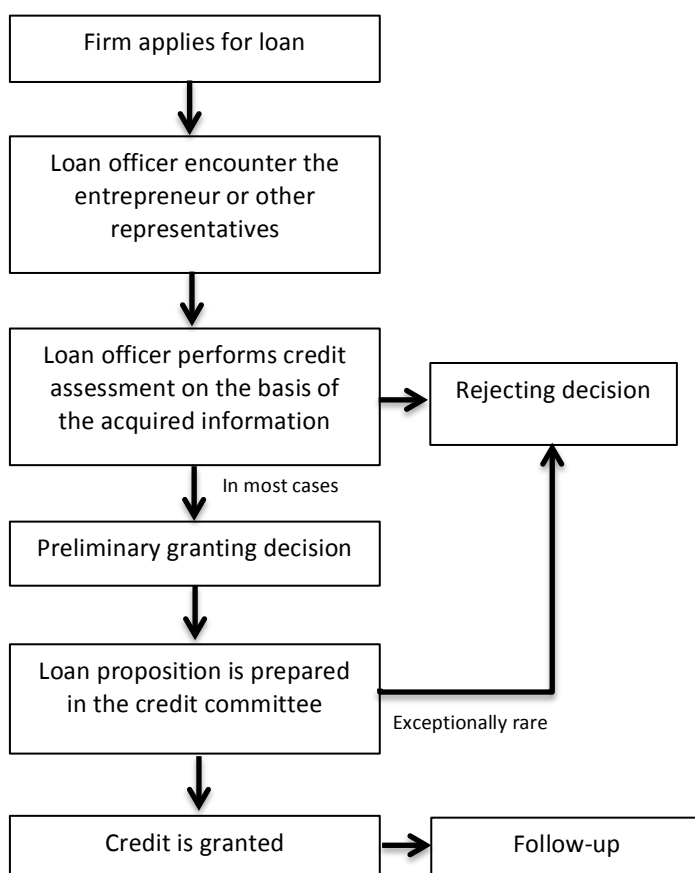 Firm applies for loan
Loan officer encounter the
entrepreneur or other
representatives
Loan officer performs credit
assessment on the basis of
the acquired information
Rejecting decision
In most cases
Preliminary granting decision
Loan proposition is prepared
in the credit committee
Exceptionally rare
Credit is granted
Follow-up